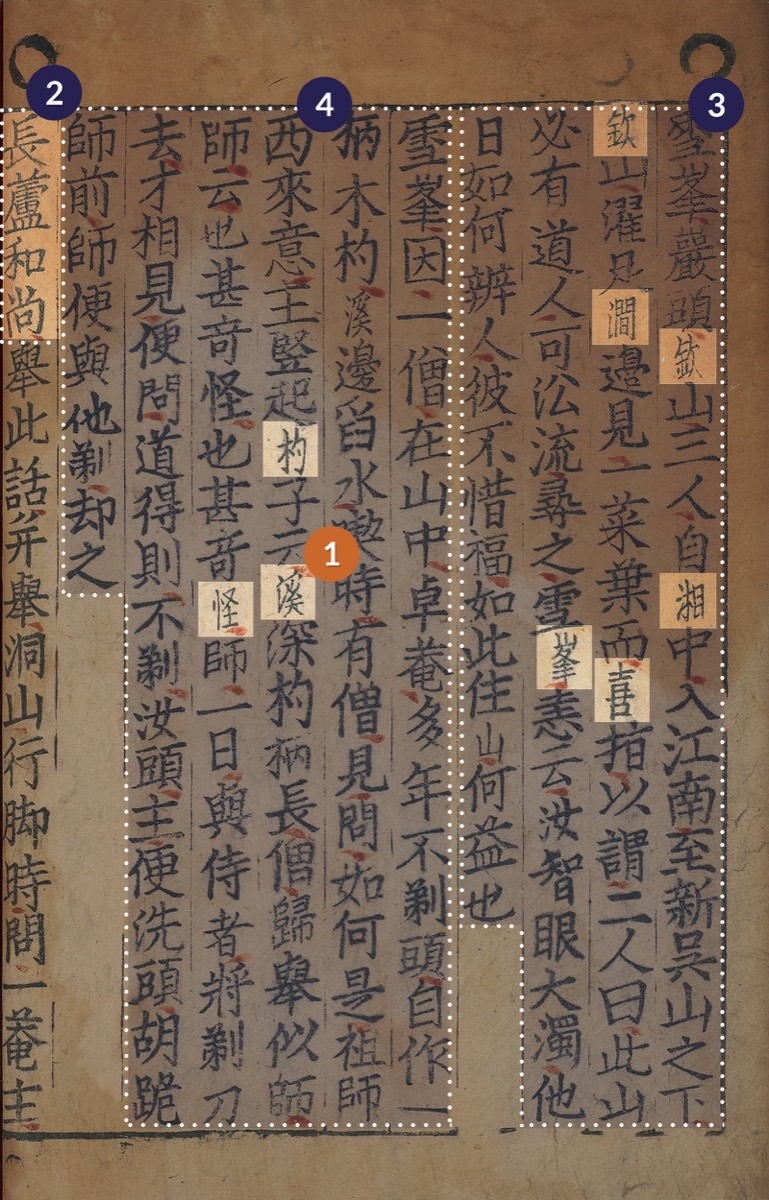 3
雪峯巖頭欽山三人自湘中入江南至新吳山之下
欽山濯足澗邊見一菜葉而喜指以謂二人曰此山
必有道人可㳂流尋之雪峯恚云汝智眼大濁他
日如何辨人彼不惜福如此住山何益也
4
雪峯因一僧在山中卓菴多年不剃頭自作一
柄木杓溪邊舀水喫時有僧見問如何是祖師
1
西來意主竪起杓子云溪深杓柄長僧歸舉似師
師云也甚奇怪也甚奇怪師一日與侍者將剃刀
去才相見便問道得則不剃汝頭主便洗頭胡跪
師前師便與他剃却之
2
長蘆和尚舉此話并舉洞山行脚時問一菴主